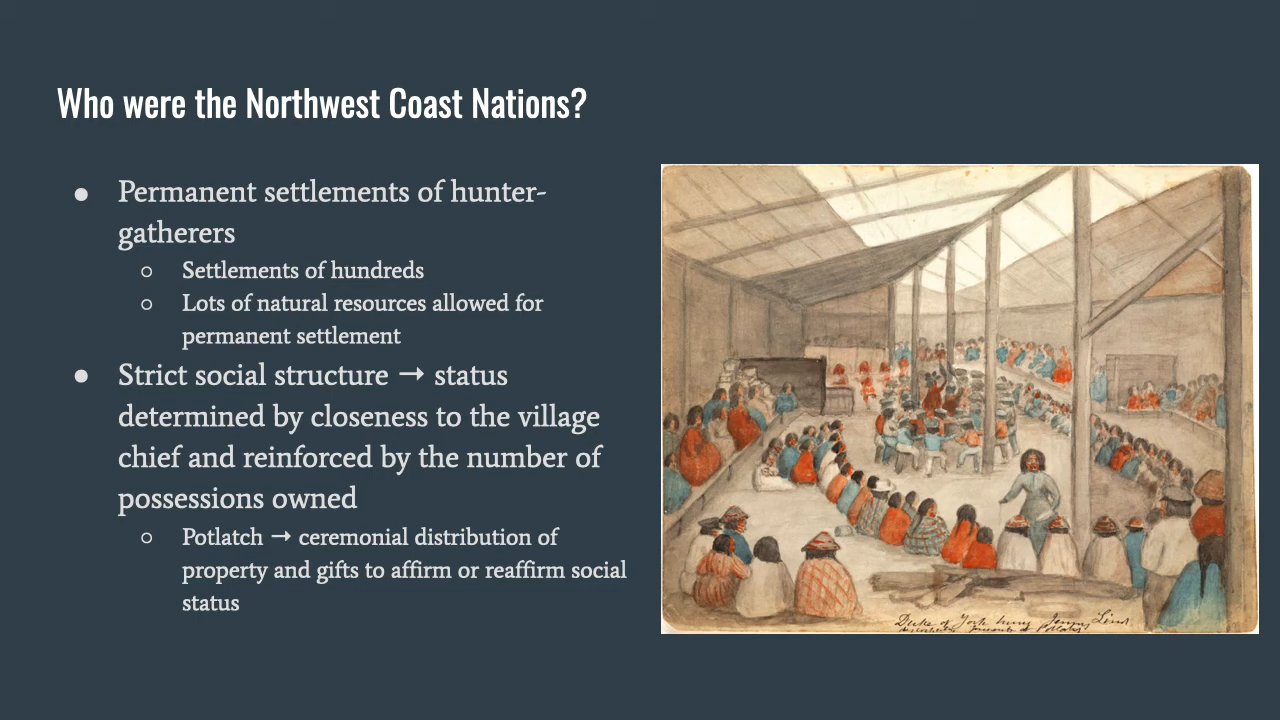 Who were the Northwest Coast Nations?
● Permanent settlements of hunter-
gatherers
○ Settlements of hundreds
○ Lots of natural resources allowed for
permanent settlement
● Strict social structure → status
determined by closeness to the village
chief and reinforced by the number of
possessions owned
○ Potlatch → ceremonial distribution of
property and gifts to affirm or reaffirm social
status
Duke of York Jenny Lind